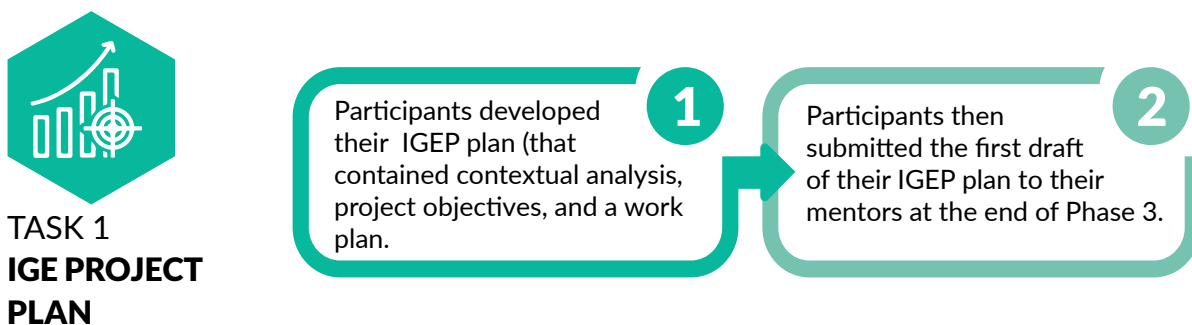 TASK 1
IGE PROJECT
PLAN
1
Participants developed
their IGEP plan (that
contained contextual analysis,
project objectives, and a work
plan.
2
Participants then
submitted the first draft
of their IGEP plan to their
mentors at the end of Phase 3.